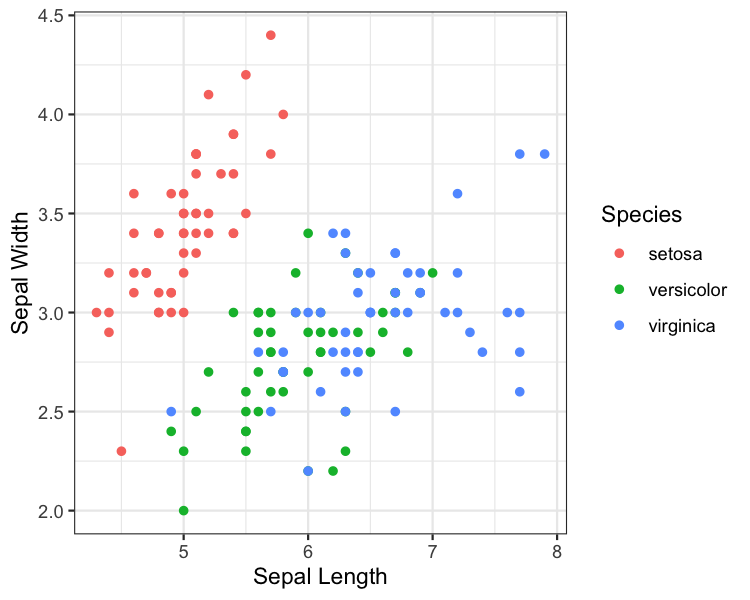 4.5
4.0
3.5
3.0
2.5
2.0
Sepal Width
5 6 7 8
Sepal Length
Species
setosa
versicolor
virginica